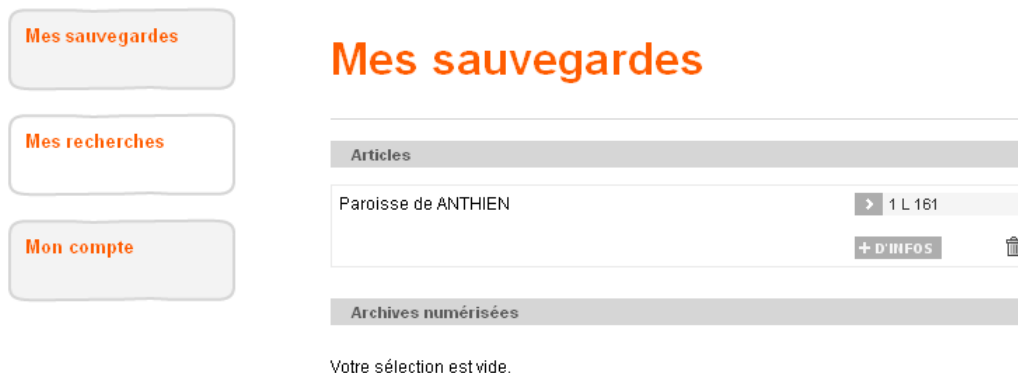 Mes sauvegardes
Mes recherches
Mon compte
Mes sauvegardes
Articles
Paroisse de ANTHIEN
> 1 L 161
+ D'INFOS
Archives numérisées
Votre sélection est vide.